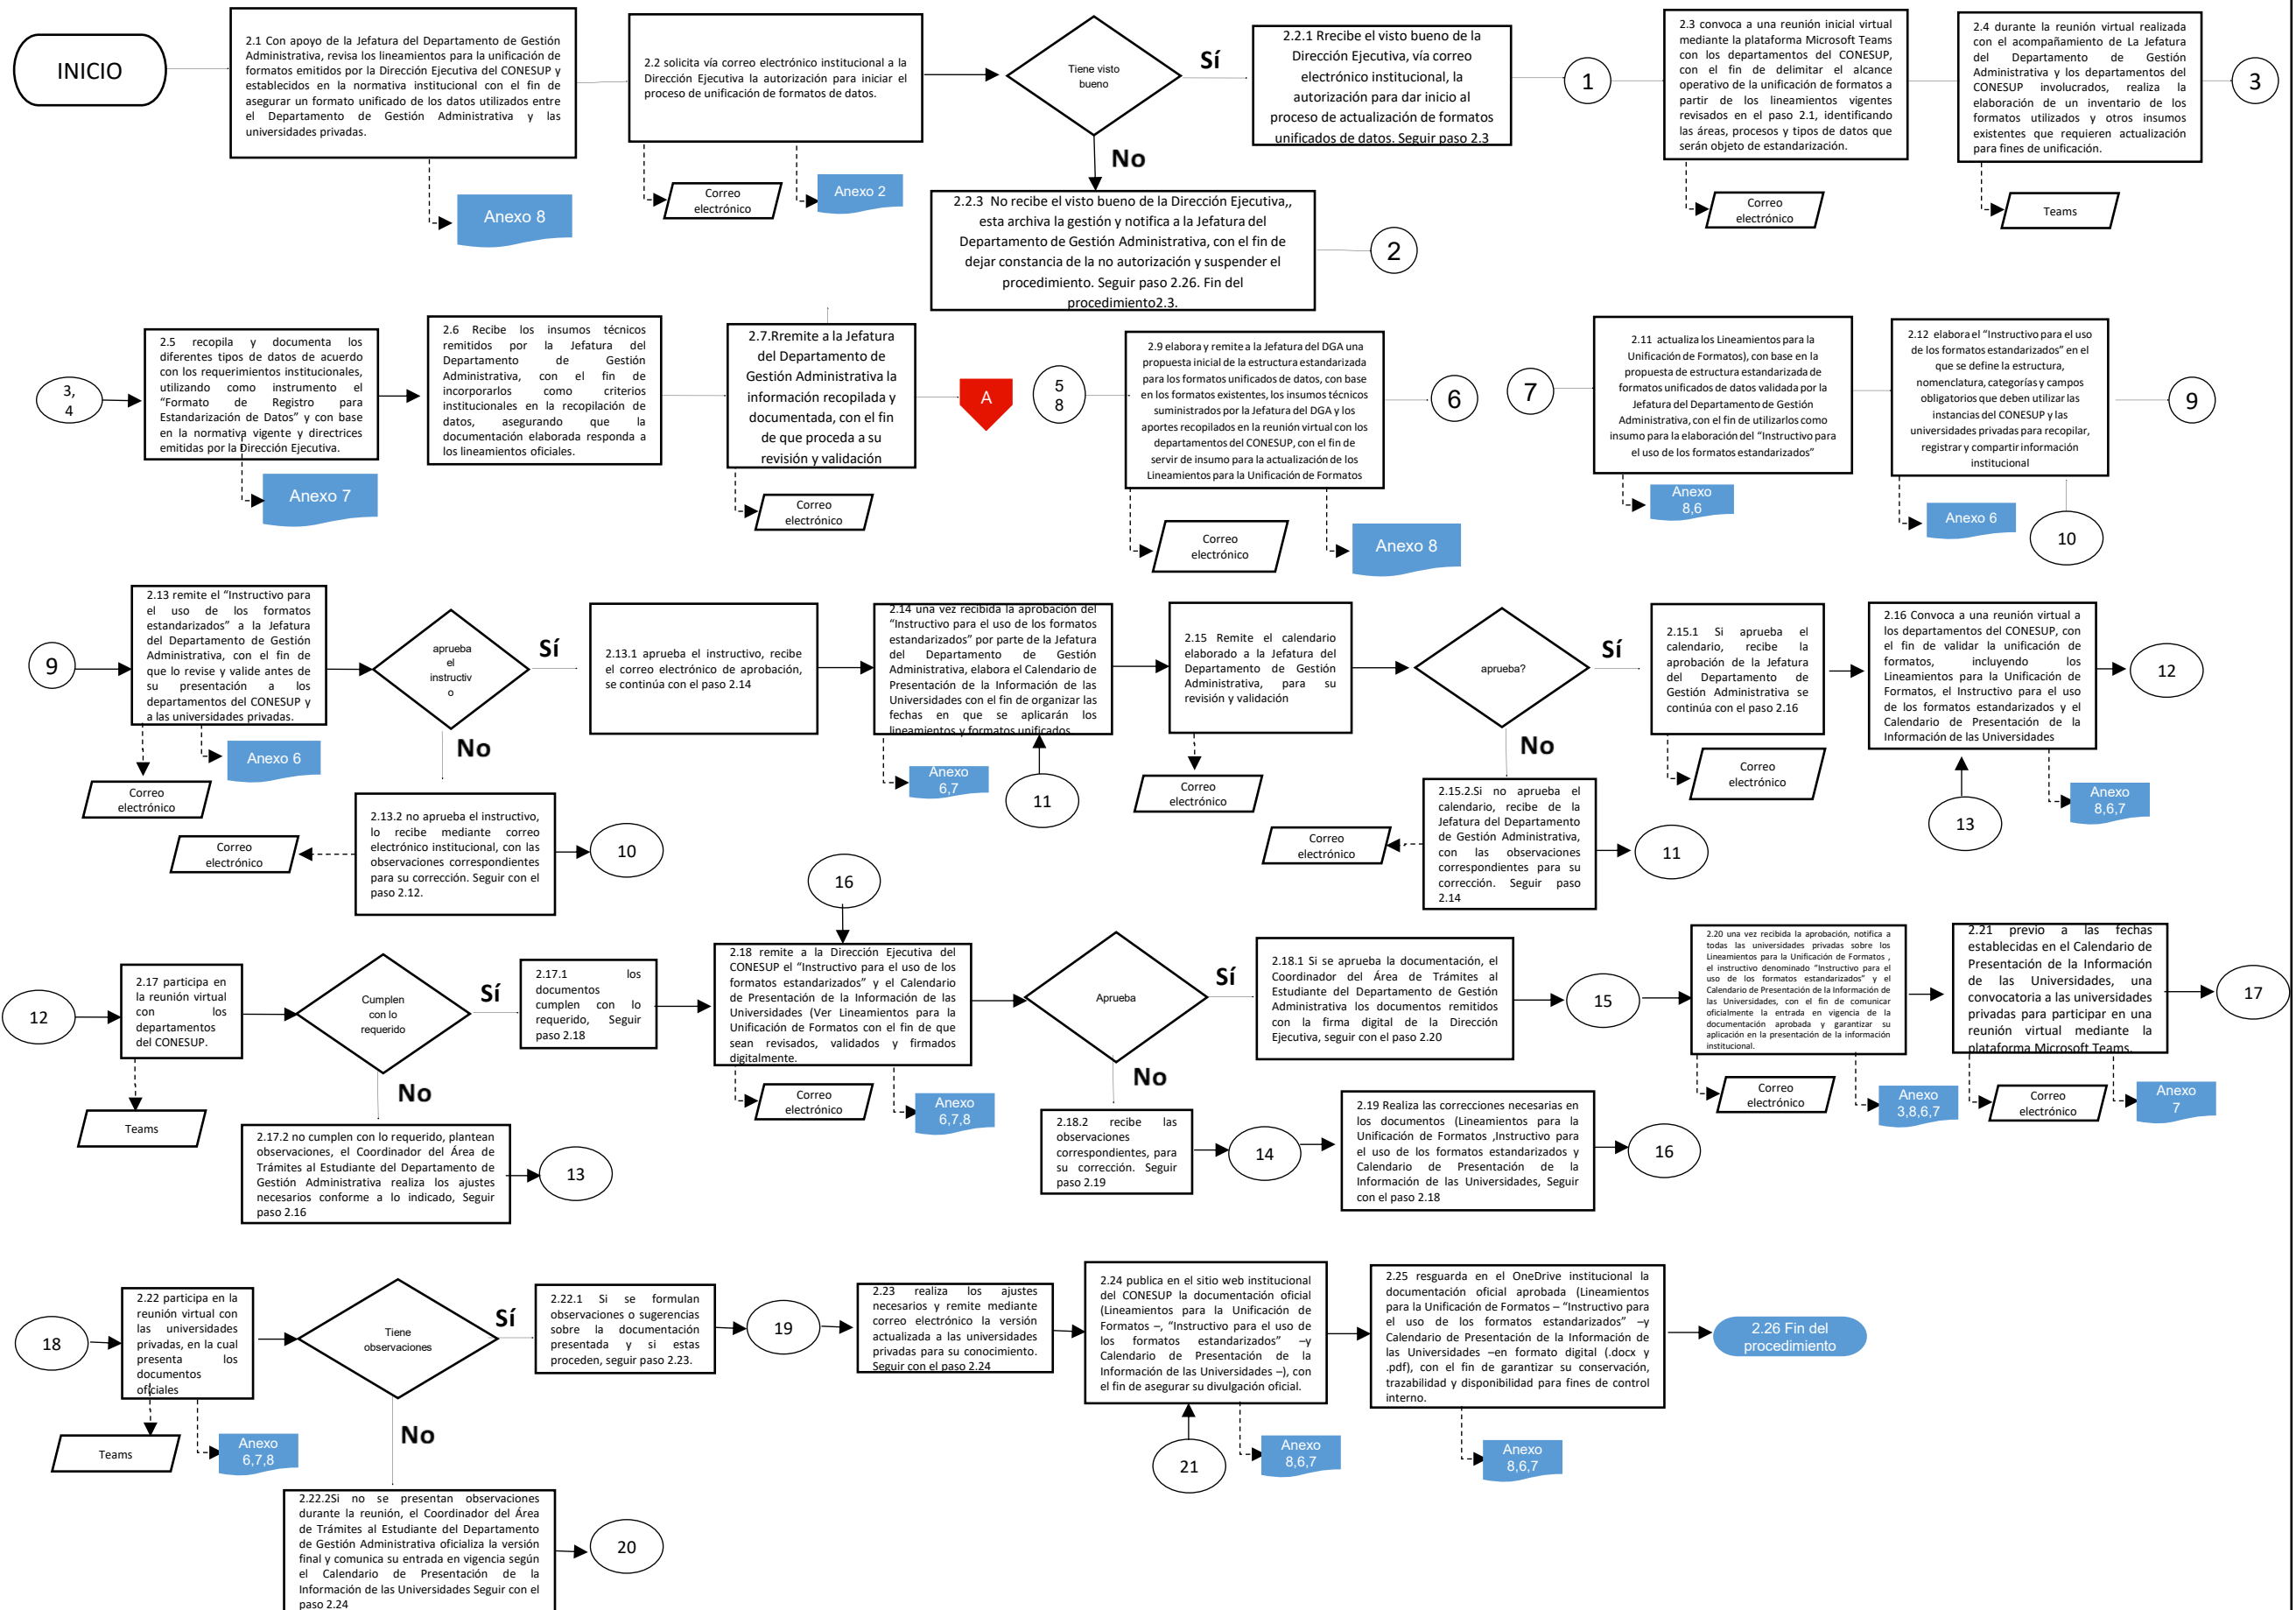 INICIO
2.1 Con apoyo de la Jefatura del Departamento de Gestión
Administrativa, revisa los lineamientos para la unificación de
formatos emitidos por la Dirección Ejecutiva del CONESUP y
establecidos en la normativa institucional con el fin de
asegurar un formato unificado de los datos utilizados entre
el Departamento de Gestión Administrativa y las
universidades privadas.
Anexo 8
2.2 solicita vía correo electrónico institucional a la
Dirección Ejecutiva la autorización para iniciar el
proceso de unificación de formatos de datos.
Correo
electrónico
Anexo 2
Tiene visto
bueno
Sí
No
2.2.1 Rrecibe el visto bueno de la
Dirección Ejecutiva, vía correo
electrónico institucional, la
autorización para dar inicio al
proceso de actualización de formatos
unificados de datos. Seguir paso 2.3
1
2.2.3 No recibe el visto bueno de la Dirección Ejecutiva,,
esta archiva la gestión y notifica a la Jefatura del
Departamento de Gestión Administrativa, con el fin de
dejar constancia de la no autorización y suspender el
procedimiento. Seguir paso 2.26. Fin del
procedimiento2.3.
2
2.3 convoca a una reunión inicial virtual
mediante la plataforma Microsoft Teams
con los departamentos del CONESUP,
con el fin de delimitar el alcance
operativo de la unificación de formatos a
partir de los lineamientos vigentes
revisados en el paso 2.1, identificando
las áreas, procesos y tipos de datos que
serán objeto de estandarización.
Correo
electrónico
2.4 durante la reunión virtual realizada
con el acompañamiento de La Jefatura
del Departamento de Gestión
Administrativa y los departamentos del
CONESUP involucrados, realiza la
elaboración de un inventario de los
formatos utilizados y otros insumos
existentes que requieren actualización
para fines de unificación.
Teams
3
3,
4
2.5 recopila y documenta los
diferentes tipos de datos de acuerdo
con los requerimientos institucionales,
utilizando como instrumento el
“Formato de Registro para
Estandarización de Datos” y con base
en la normativa vigente y directrices
emitidas por la Dirección Ejecutiva.
Anexo 7
2.6 Recibe los insumos técnicos
remitidos por la Jefatura del
Departamento de Gestión
Administrativa, con el fin de
incorporarlos como criterios
institucionales en la recopilación de
datos, asegurando que la
documentación elaborada responda a
los lineamientos oficiales.
2.7.Rremite a la Jefatura
del Departamento de
Gestión Administrativa la
información recopilada y
documentada, con el fin
de que proceda a su
revisión y validación
Correo
electrónico
A
5
8
2.9 elabora y remite a la Jefatura del DGA una
propuesta inicial de la estructura estandarizada
para los formatos unificados de datos, con base
en los formatos existentes, los insumos técnicos
suministrados por la Jefatura del DGA y los
aportes recopilados en la reunión virtual con los
departamentos del CONESUP, con el fin de
servir de insumo para la actualización de los
Lineamientos para la Unificación de Formatos
Correo
electrónico
Anexo 8
6
7
2.11 actualiza los Lineamientos para la
Unificación de Formatos), con base en la
propuesta de estructura estandarizada de
formatos unificados de datos validada por la
Jefatura del Departamento de Gestión
Administrativa, con el fin de utilizarlos como
insumo para la elaboración del “Instructivo para
el uso de los formatos estandarizados”
Anexo
8,6
2.12 elabora el “Instructivo para el uso
de los formatos estandarizados” en el
que se define la estructura,
nomenclatura, categorías y campos
obligatorios que deben utilizar las
instancias del CONESUP y las
universidades privadas para recopilar,
registrar y compartir información
institucional
Anexo 6
10
9
9
2.13 remite el “Instructivo para
el uso de los formatos
estandarizados” a la Jefatura
del Departamento de Gestión
Administrativa, con el fin de
que lo revise y valide antes de
su presentación a los
departamentos del CONESUP y
a las universidades privadas.
Correo
electrónico
Anexo 6
aprueba
el
instructiv
o
Sí
No
2.13.1 aprueba el instructivo, recibe
el correo electrónico de aprobación,
se continúa con el paso 2.14
2.13.2 no aprueba el instructivo,
lo recibe mediante correo
electrónico institucional, con las
observaciones correspondientes
para su corrección. Seguir con el
paso 2.12.
Correo
electrónico
10
2.14 una vez recibida la aprobación del
“Instructivo para el uso de los formatos
estandarizados” por parte de la Jefatura
del Departamento de Gestión
Administrativa, elabora el Calendario de
Presentación de la Información de las
Universidades con el fin de organizar las
fechas en que se aplicarán los
lineamientos y formatos unificados
Anexo
6,7
11
2.15 Remite el calendario
elaborado a la Jefatura del
Departamento de Gestión
Administrativa, para su
revisión y validación
Correo
electrónico
aprueba?
Sí
No
2.15.1 Si aprueba el
calendario, recibe la
aprobación de la Jefatura
del Departamento de
Gestión Administrativa se
continúa con el paso 2.16
Correo
electrónico
2.15.2.Si no aprueba el
calendario, recibe de la
Jefatura del Departamento
de Gestión Administrativa,
con las observaciones
correspondientes para su
corrección. Seguir paso
2.14
Correo
electrónico
11
2.16 Convoca a una reunión virtual a
los departamentos del CONESUP, con
el fin de validar la unificación de
formatos, incluyendo los
Lineamientos para la Unificación de
Formatos, el Instructivo para el uso
de los formatos estandarizados y el
Calendario de Presentación de la
Información de las Universidades
Anexo
8,6,7
13
12
12
2.17 participa en
la reunión virtual
con los
departamentos
del CONESUP.
Teams
Cumplen
con lo
requerido
Sí
No
2.17.1 los
documentos
cumplen con lo
requerido, Seguir
paso 2.18
2.17.2 no cumplen con lo requerido, plantean
observaciones, el Coordinador del Área de
Trámites al Estudiante del Departamento de
Gestión Administrativa realiza los ajustes
necesarios conforme a lo indicado, Seguir
paso 2.16
13
16
2.18 remite a la Dirección Ejecutiva del
CONESUP el “Instructivo para el uso de los
formatos estandarizados” y el Calendario
de Presentación de la Información de las
Universidades (Ver Lineamientos para la
Unificación de Formatos con el fin de que
sean revisados, validados y firmados
digitalmente.
Correo
electrónico
Anexo
6,7,8
Aprueba
Sí
No
2.18.1 Si se aprueba la documentación, el
Coordinador del Área de Trámites al
Estudiante del Departamento de Gestión
Administrativa los documentos remitidos
con la firma digital de la Dirección
Ejecutiva, seguir con el paso 2.20
15
2.18.2 recibe las
observaciones
correspondientes, para
su corrección. Seguir
paso 2.19
14
2.19 Realiza las correcciones necesarias en
los documentos (Lineamientos para la
Unificación de Formatos ,Instructivo para
el uso de los formatos estandarizados y
Calendario de Presentación de la
Información de las Universidades, Seguir
con el paso 2.18
16
2.20 una vez recibida la aprobación, notifica a
todas las universidades privadas sobre los
Lineamientos para la Unificación de Formatos ,
el instructivo denominado “Instructivo para el
uso de los formatos estandarizados” y el
Calendario de Presentación de la Información de
las Universidades, con el fin de comunicar
oficialmente la entrada en vigencia de la
documentación aprobada y garantizar su
aplicación en la presentación de la información
institucional.
Correo
electrónico
Anexo
3,8,6,7
2.21 previo a las fechas
establecidas en el Calendario de
Presentación de la Información
de las Universidades, una
convocatoria a las universidades
privadas para participar en una
reunión virtual mediante la
plataforma Microsoft Teams.
Correo
electrónico
Anexo
7
17
18
2.22 participa en la
reunión virtual con
las universidades
privadas, en la cual
presenta los
documentos
oficiales
Teams
Anexo
6,7,8
Tiene
observaciones
Sí
No
2.22.1 Si se formulan
observaciones o sugerencias
sobre la documentación
presentada y si estas
proceden, seguir paso 2.23.
19
2.22.2Si no se presentan observaciones
durante la reunión, el Coordinador del Área
de Trámites al Estudiante del Departamento
de Gestión Administrativa oficializa la versión
final y comunica su entrada en vigencia según
el Calendario de Presentación de la
Información de las Universidades Seguir con el
paso 2.24
20
2.23 realiza los ajustes
necesarios y remite mediante
correo electrónico la versión
actualizada a las universidades
privadas para su conocimiento.
Seguir con el paso 2.24
2.24 publica en el sitio web institucional
del CONESUP la documentación oficial
(Lineamientos para la Unificación de
Formatos –, “Instructivo para el uso de
los formatos estandarizados” –y
Calendario de Presentación de la
Información de las Universidades –), con
el fin de asegurar su divulgación oficial.
Anexo
8,6,7
21
2.25 resguarda en el OneDrive institucional la
documentación oficial aprobada (Lineamientos
para la Unificación de Formatos – “Instructivo para
el uso de los formatos estandarizados” –y
Calendario de Presentación de la Información de
las Universidades –en formato digital (.docx y
.pdf), con el fin de garantizar su conservación,
trazabilidad y disponibilidad para fines de control
interno.
Anexo
8,6,7
2.26 Fin del
procedimiento